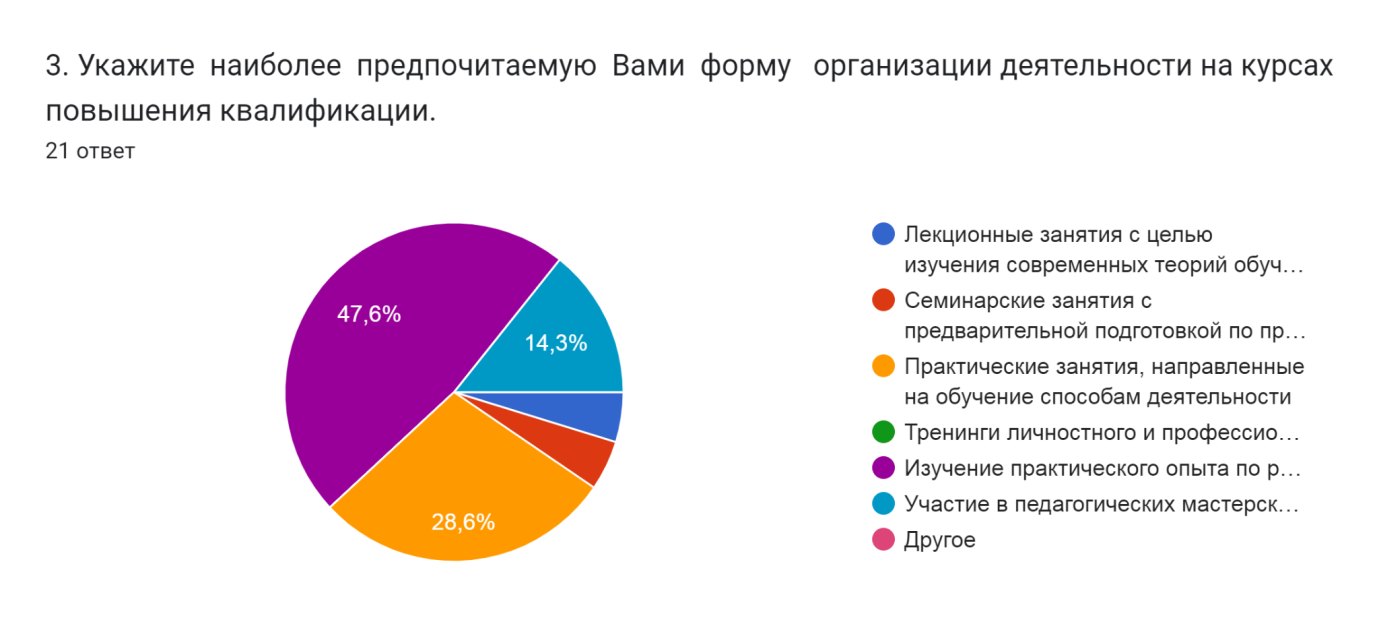 3. Укажите наиболее предпочитаемую Вами форму организации деятельности на курсах
повышения квалификации.
21 ответ
47,6%
14,3%
28,6%
Лекционные занятия с целью
изучения современных теорий обуч…
Семинарские занятия с
предварительной подготовкой по пр…
Практические занятия, направленные
на обучение способам деятельности
Тренинги личностного и профессио…
Изучение практического опыта по р…
Участие в педагогических мастерск…
Другое